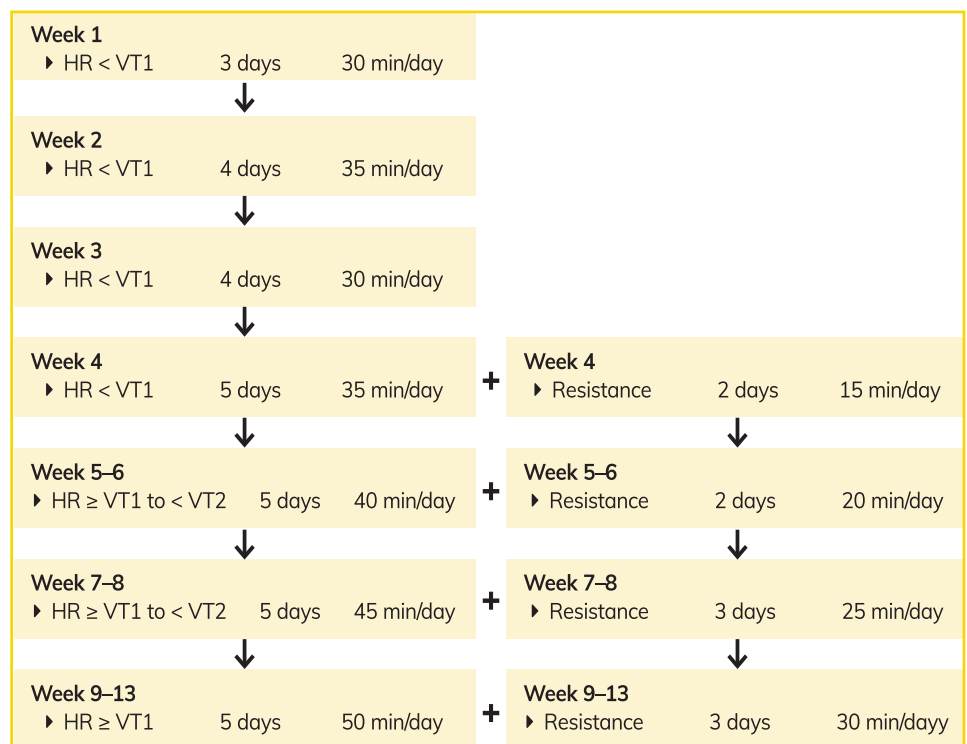 Week 1
HR < VT1 3 days 30 min/day
Week 2
HR < VT1 4 days 35 min/day
Week 3
HR < VT1 4 days 30 min/day
Week 4
HR < VT1 5 days 35 min/day
+
Week 4
Resistance 2 days 15 min/day
Week 5–6
HR ≥ VT1 to < VT2 5 days 40 min/day
+
Week 5–6
Resistance 2 days 20 min/day
Week 7–8
HR ≥ VT1 to < VT2 5 days 45 min/day
+
Week 7–8
Resistance 3 days 25 min/day
Week 9–13
HR ≥ VT1 5 days 50 min/day
+
Week 9–13
Resistance 3 days 30 min/dayy